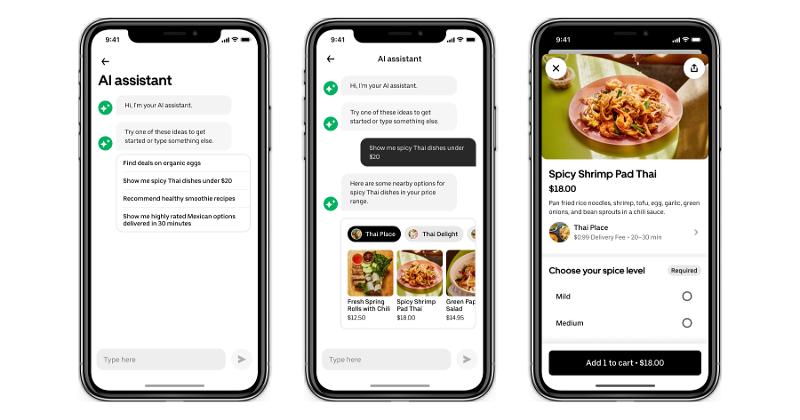 9:41
AI assistant
Hi, I'm your AI assistant.
Try one of these ideas to get
started or type something else.
Find deals on organic eggs
Show me spicy Thai dishes under $20
Recommend healthy smoothie recipes
Show me highly rated Mexican options
delivered in 30 minutes
Type here
9:41
AI assistant
Hi, I'm your AI assistant.
Try one of these ideas to get
started or type something else.
Show me spicy Thai dishes under
$20
Here are some nearby options for
spicy Thai dishes in your price
range.
Thai Place
Thai Delight
Fresh Spring
Rolls with Chili
$12.50
Spicy Shrimp
Pad Thai
$18.00
Green Pap
Salad
$14.95
Type here
9:41
Spicy Shrimp Pad Thai
$18.00
Pan fried rice noodles, shrimp, tofu, egg, garlic, green
onions, and bean sprouts in a chili sauce.
Thai Place
$0.99 Delivery Fee • 20–30 min
Choose your spice level
Required
Mild
Medium
Add 1 to cart • $18.00